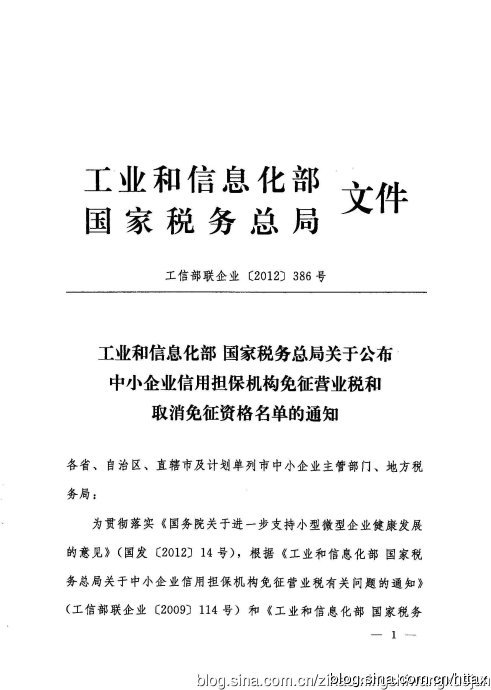 工业和信息化部
国家税务总局
文件
工信部联企业〔2012〕386号
工业和信息化部 国家税务总局关于公布
中小企业信用担保机构免征营业税和
取消免征资格名单的通知
各省、自治区、直辖市及计划单列市中小企业主管部门、地方税
务局：
为贯彻落实《国务院关于进一步支持小型微型企业健康发展
的意见》（国发〔2012〕14号），根据《工业和信息化部 国家税
务总局关于中小企业信用担保机构免征营业税有关问题的通知》
（工信部联企业〔2009〕114号）和《工业和信息化部 国家税务
— 1 —
blog.sina.com.cn/